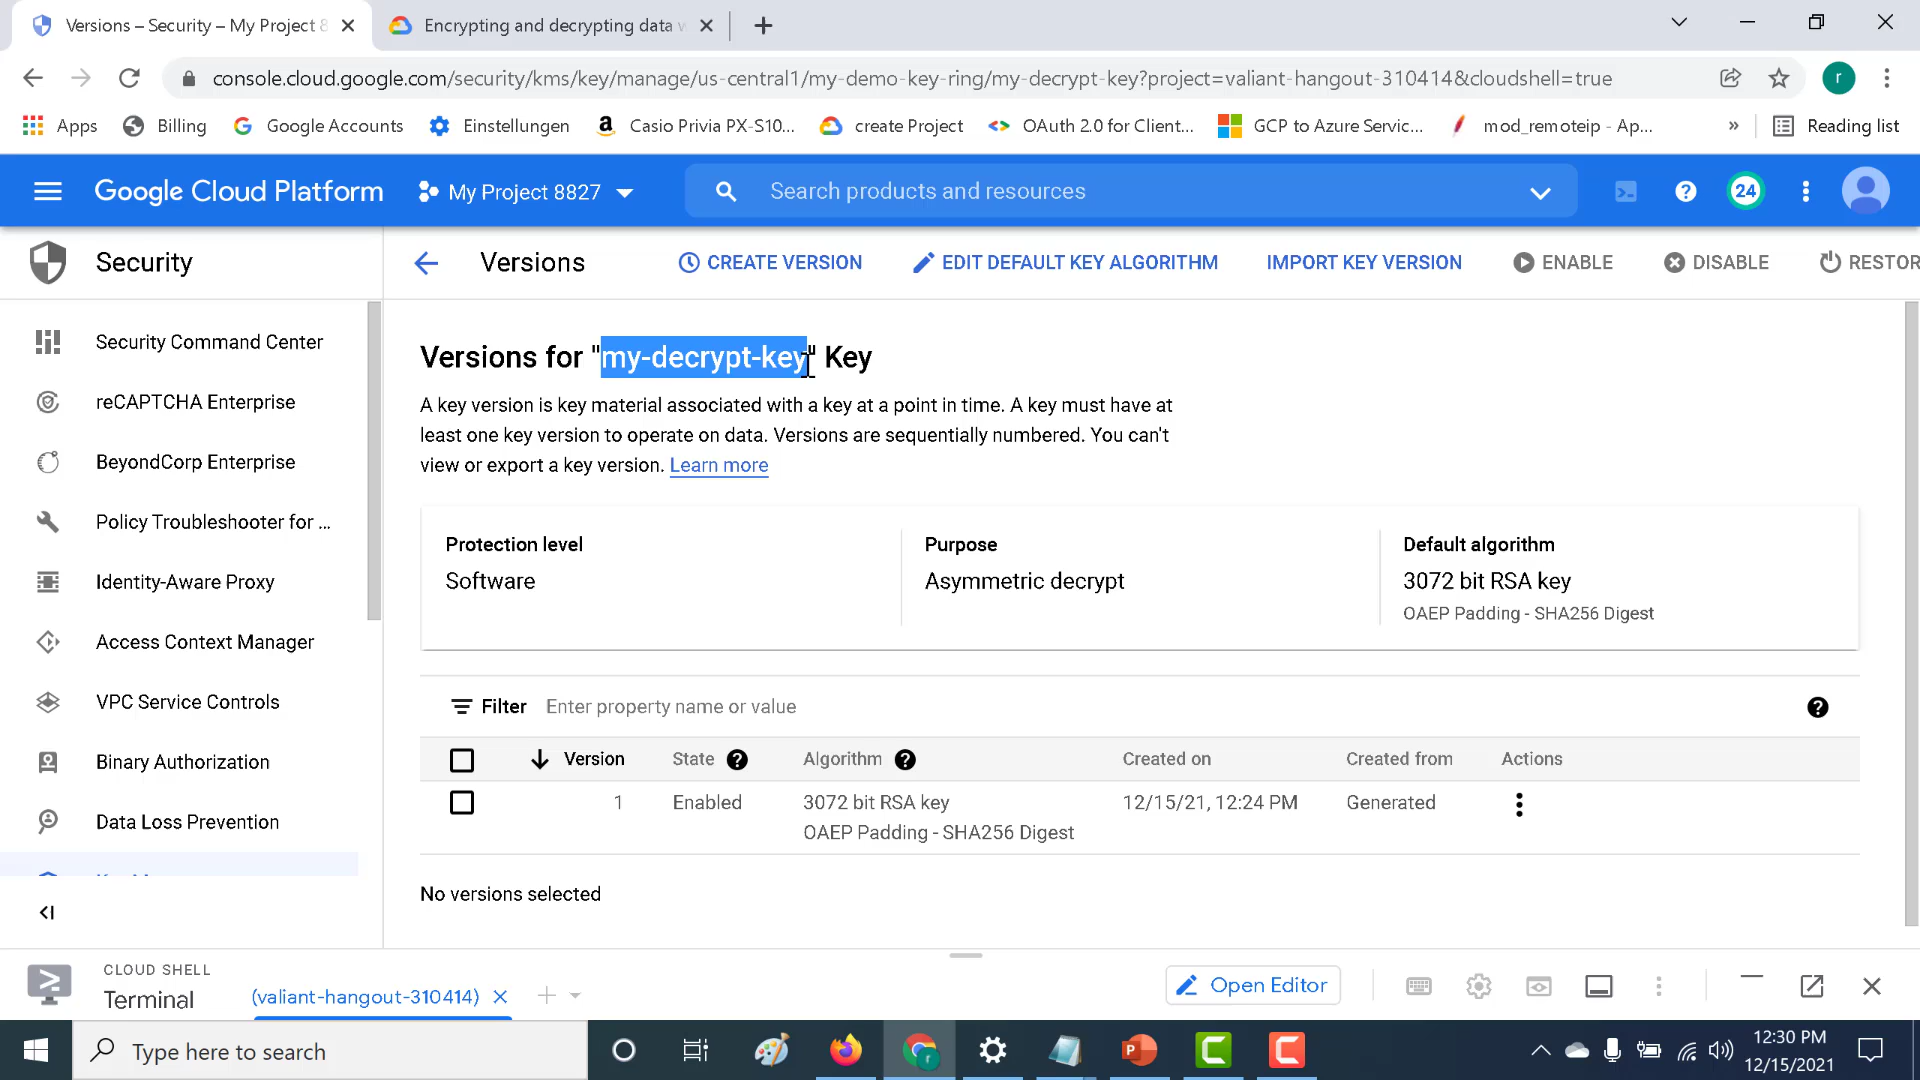 Versions – Security – My Project 8
Encrypting and decrypting data w
console.cloud.google.com/security/kms/key/manage/us-central1/my-demo-key-ring/my-decrypt-key?project=valiant-hangout-310414&cloudshell=true
r
Apps
Billing
Google Accounts
Einstellungen
Casio Privia PX-S10...
create Project
OAuth 2.0 for Client...
GCP to Azure Servic...
mod_remoteip - Ap...
»
Reading list
Google Cloud Platform
My Project 8827
Search products and resources
24
Security
Versions
CREATE VERSION
EDIT DEFAULT KEY ALGORITHM
IMPORT KEY VERSION
ENABLE
DISABLE
RESTOR
Security Command Center
reCAPTCHA Enterprise
BeyondCorp Enterprise
Policy Troubleshooter for ...
Identity-Aware Proxy
Access Context Manager
VPC Service Controls
Binary Authorization
Data Loss Prevention
Versions for "my-decrypt-key" Key
A key version is key material associated with a key at a point in time. A key must have at
least one key version to operate on data. Versions are sequentially numbered. You can't
view or export a key version. Learn more
Protection level
Software
Purpose
Asymmetric decrypt
Default algorithm
3072 bit RSA key
OAEP Padding - SHA256 Digest
Filter Enter property name or value
Version State Algorithm Created on Created from Actions
1 Enabled 3072 bit RSA key 12/15/21, 12:24 PM Generated
OAEP Padding - SHA256 Digest
No versions selected
CLOUD SHELL
Terminal
(valiant-hangout-310414)
Open Editor
Type here to search
12:30 PM
12/15/2021